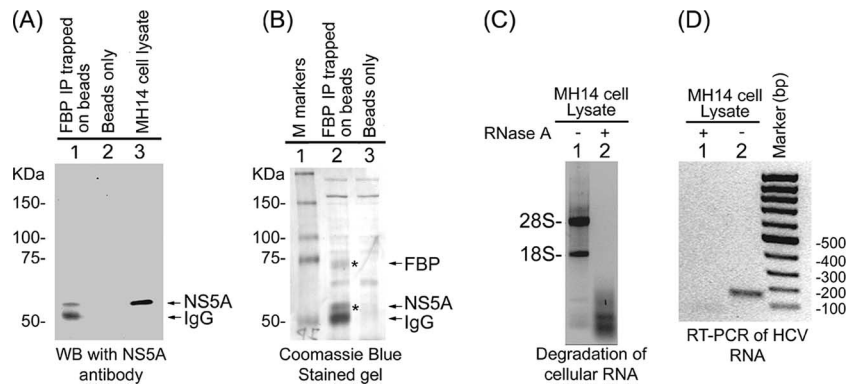 (A)
FBP IP trapped
on beads
Beads only
MH14 cell lysate
1 2 3
KDa
150-
100-
75-
50-
NS5A
IgG
WB with NS5A
antibody
(B)
M markers
FBP IP trapped
on beads
Beads only
1 2 3
KDa
150-
100-
75-
50-
*
*
FBP
NS5A
IgG
Coomassie Blue
Stained gel
(C)
MH14 cell
Lysate
RNase A - +
1 2
28S-
18S-
Degradation of
cellular RNA
(D)
MH14 cell
Lysate
+ -
1 2
Marker (bp)
-500
-400
-300
-200
-100
RT-PCR of HCV
RNA